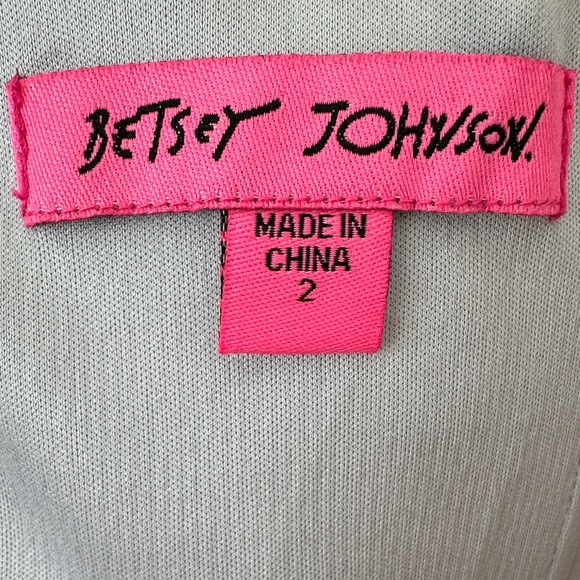 BETSEY JOHNSON.
MADE IN
CHINA
2